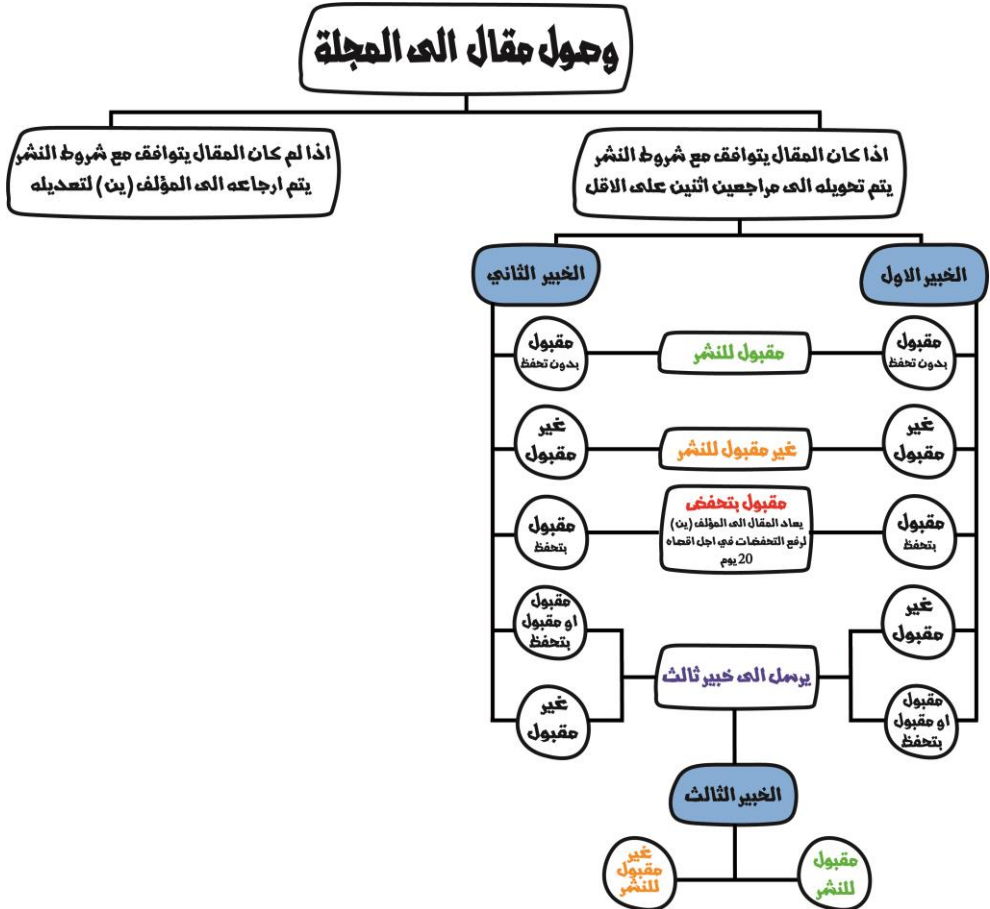 وصول مقال الى المجلة
اذا كان المقال يتوافق مع شروط النشر
يتم تحويله الى مراجعين اثنين على الاقل
اذا لم كان المقال يتوافق مع شروط النشر
يتم ارجاعه الى المؤلف (ين) لتعديله
الخبير الاول
الخبير الثاني
مقبول
بدون تحفظ
مقبول للنشر
مقبول
بدون تحفظ
غير
مقبول
غير مقبول للنشر
غير
مقبول
مقبول
بتحفظ
مقبول بتحفض
يعاد المقال الى المؤلف (ين)
لرفع التحفضات في اجل اقصاه
20 يوم
مقبول
بتحفظ
غير
مقبول
مقبول
او مقبول
بتحفظ
يرسل الى خبير ثالث
مقبول
او مقبول
بتحفظ
غير
مقبول
الخبير الثالث
مقبول
للنشر
غير
مقبول
للنشر